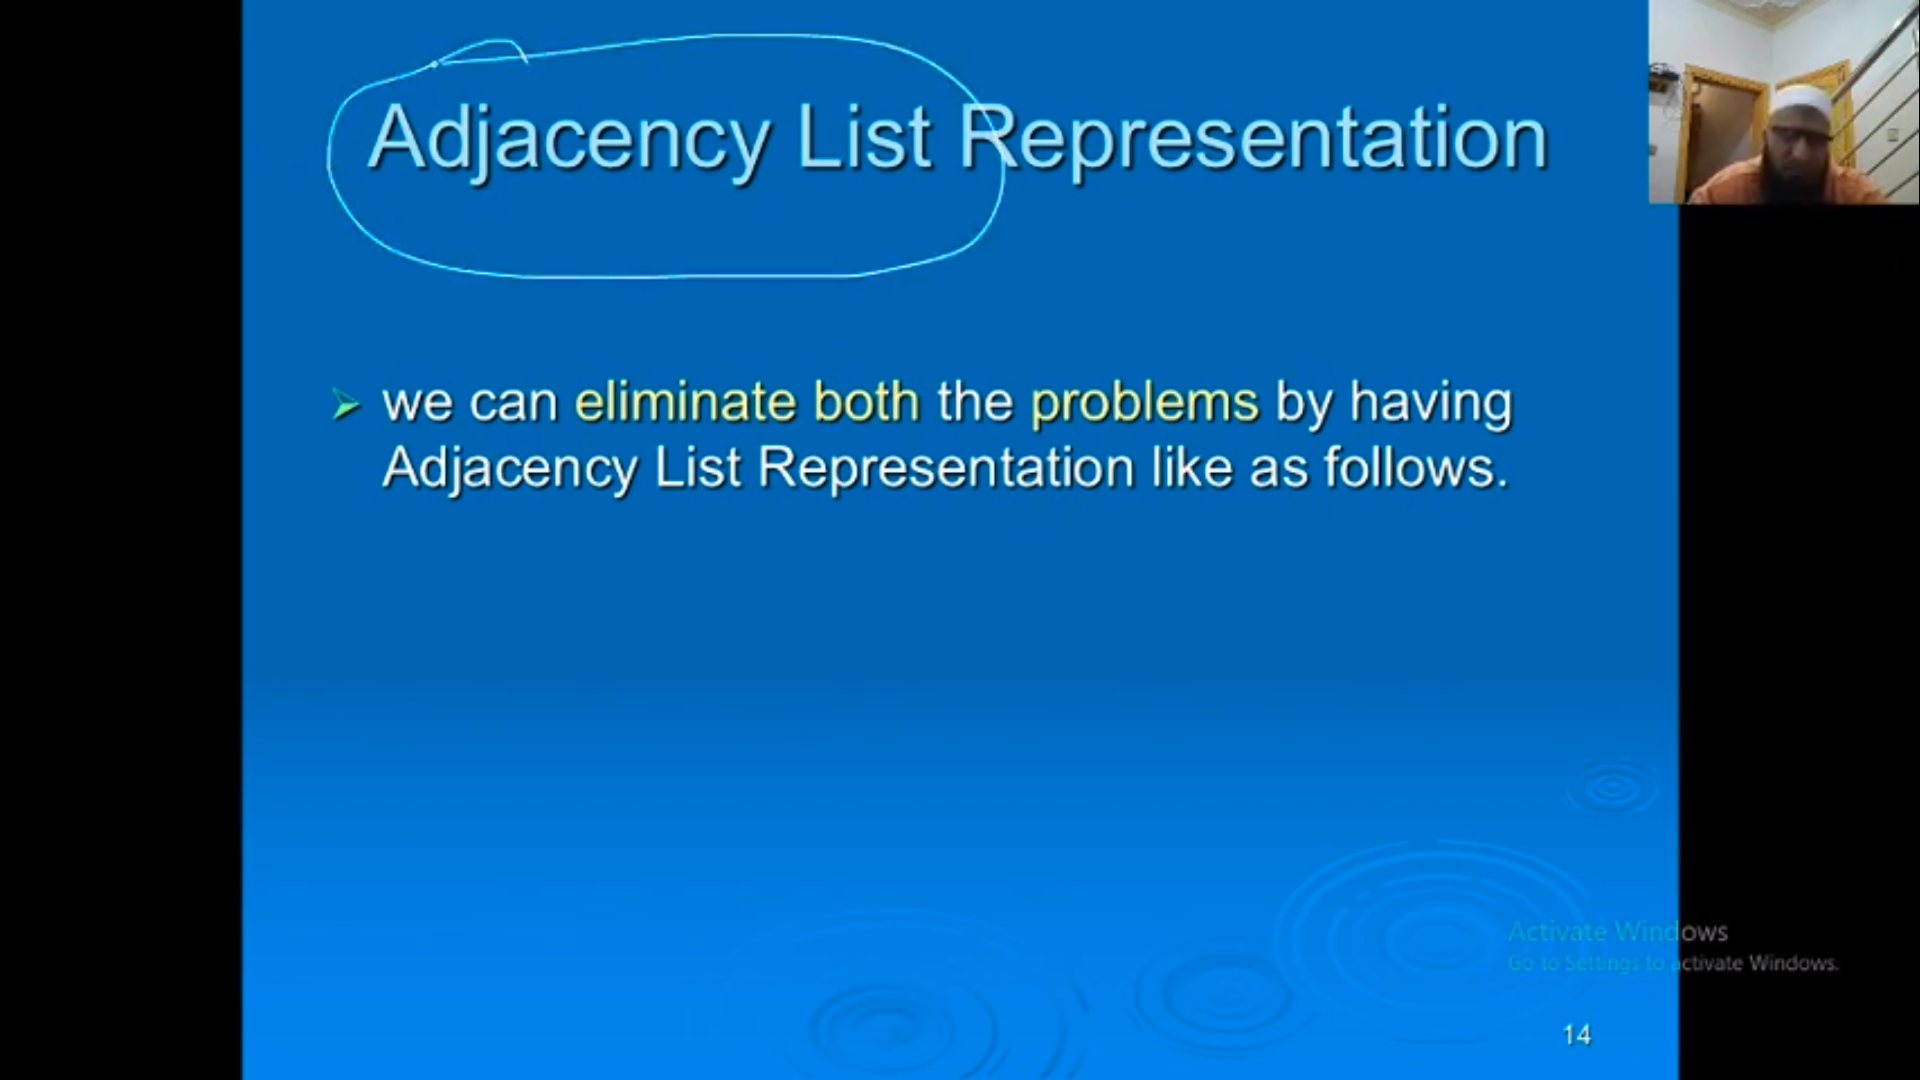 Adjacency List Representation
we can eliminate both the problems by having
Adjacency List Representation like as follows.
Activate Windows
Go to Settings to activate Windows.
14